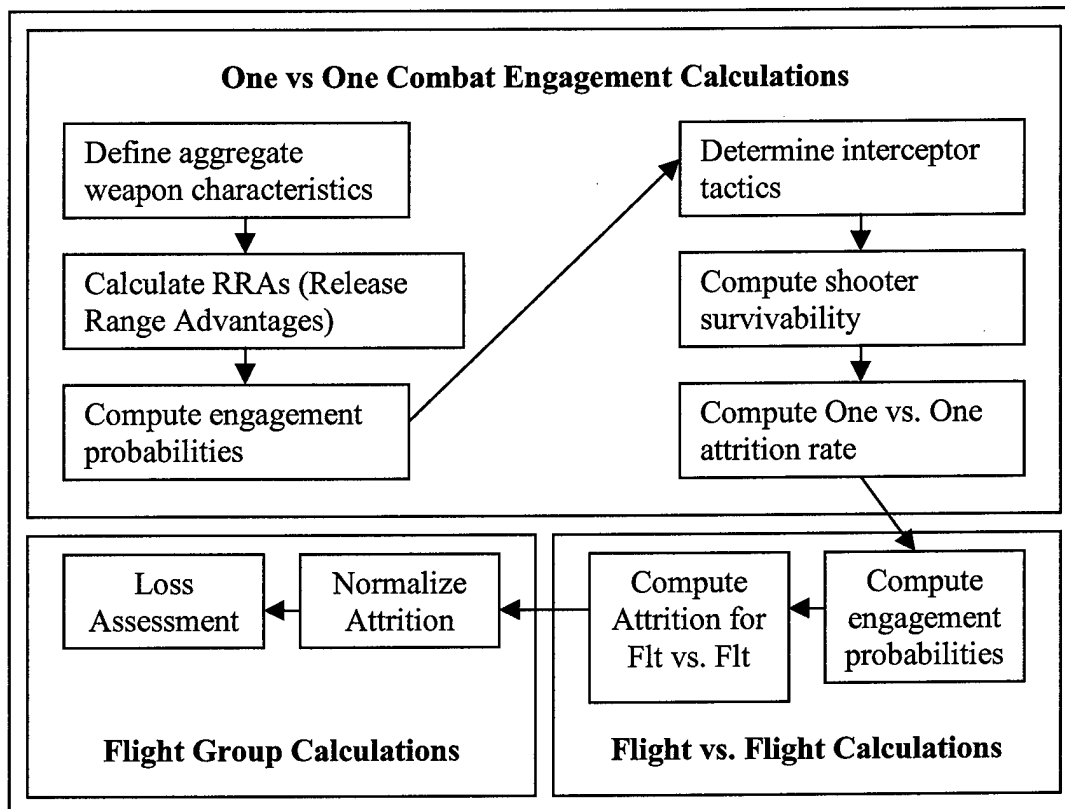 One vs One Combat Engagement Calculations
Define aggregate
weapon characteristics
Calculate RRAs (Release
Range Advantages)
Compute engagement
probabilities
Determine interceptor
tactics
Compute shooter
survivability
Compute One vs. One
attrition rate
Compute
engagement
probabilities
Compute
Attrition for
Flt vs. Flt
Flight vs. Flight Calculations
Normalize
Attrition
Loss
Assessment
Flight Group Calculations